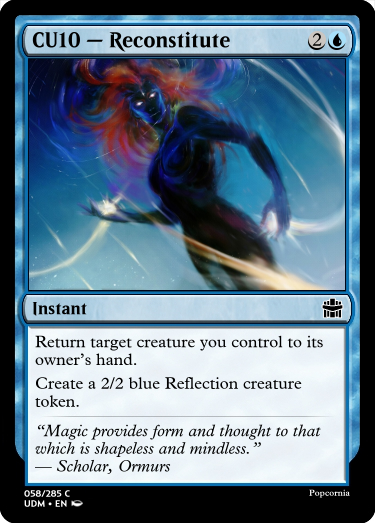 CU10 — Reconstitute 2
Instant
Return target creature you control to its
owner's hand.
Create a 2/2 blue Reflection creature
token.
“Magic provides form and thought to that
which is shapeless and mindless.”
— Scholar, Ormurs
058/285 C Popcornia
UDM • EN